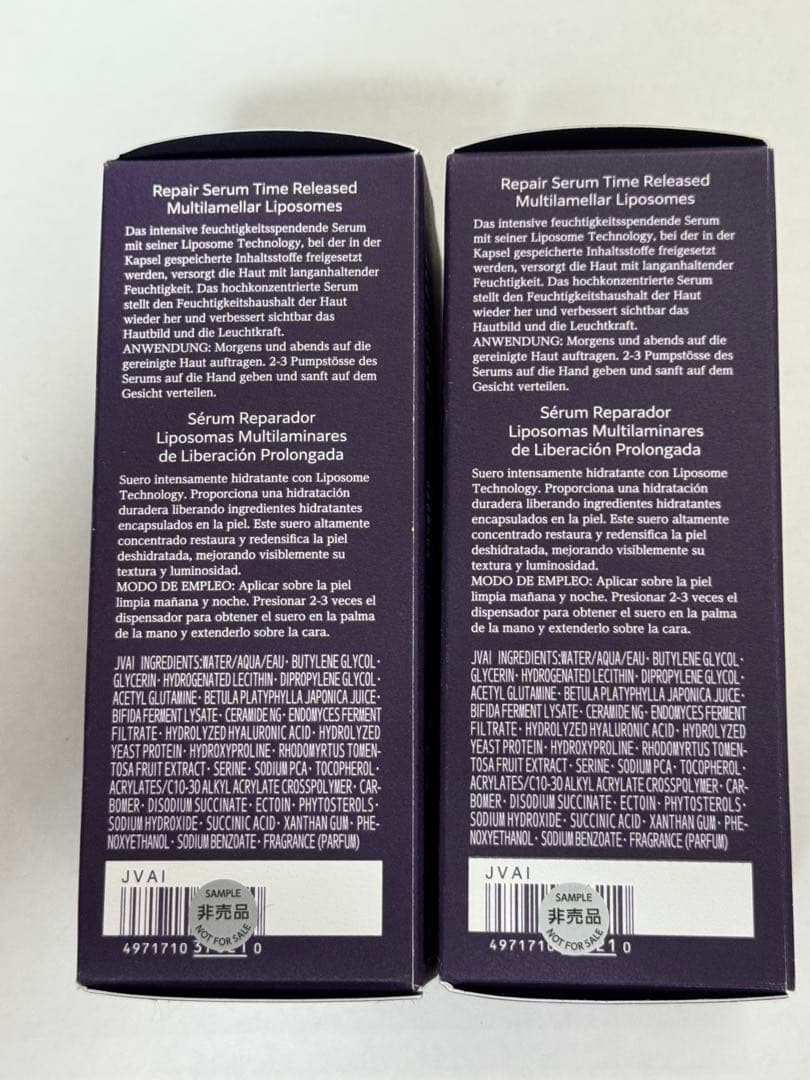 Repair Serum Time Released
Multilamellar Liposomes
Das intensive feuchtigkeitsspendende Serum
mit seiner Liposome Technology, bei der in der
Kapsel gespeicherte Inhaltsstoffe freigesetzt
werden, versorgt die Haut mit langanhaltender
Feuchtigkeit. Das hochkonzentrierte Serum
stellt den Feuchtigkeitshaushalt der Haut
wieder her und verbessert sichtbar das
Hautbild und die Leuchtkraft.
ANWENDUNG: Morgens und abends auf die
gereinigte Haut auftragen. 2-3 Pumpstösse des
Serums auf die Hand geben und sanft auf dem
Gesicht verteilen.
Sérum Reparador
Liposomas Multilaminares
de Liberación Prolongada
Suero intensamente hidratante con Liposome
Technology. Proporciona una hidratación
duradera liberando ingredientes hidratantes
encapsulados en la piel. Este suero altamente
concentrado restaura y redensifica la piel
deshidratada, mejorando visiblemente su
textura y luminosidad.
MODO DE EMPLEO: Aplicar sobre la piel
limpia mañana y noche. Presionar 2-3 veces el
dispensador para obtener el suero en la palma
de la mano y extenderlo sobre la cara.
JVAI INGREDIENTS:WATER/AQUA/EAU・BUTYLENE GLYCOL・
GLYCERIN・HYDROGENATED LECITHIN・DIPROPYLENE GLYCOL・
ACETYL GLUTAMINE・BETULA PLATYPHYLLA JAPONICA JUICE・
BIFIDA FERMENT LYSATE・CERAMIDE NG・ENDOMYCES FERMENT
FILTRATE・HYDROLYZED HYALURONIC ACID・HYDROLYZED
YEAST PROTEIN・HYDROXYPROLINE・RHODOMYRTUS TOMEN-
TOSA FRUIT EXTRACT・SERINE・SODIUM PCA・TOCOPHEROL・
ACRYLATES/C10-30 ALKYL ACRYLATE CROSSPOLYMER・CAR-
BOMER・DISODIUM SUCCINATE・ECTOIN・PHYTOSTEROLS・
SODIUM HYDROXIDE・SUCCINIC ACID・XANTHAN GUM・PHE-
NOXYETHANOL・SODIUM BENZOATE・FRAGRANCE (PARFUM)
JVAI
SAMPLE
非売品
NOT FOR SALE
4971710
0
Repair Serum Time Released
Multilamellar Liposomes
Das intensive feuchtigkeitsspendende Serum
mit seiner Liposome Technology, bei der in der
Kapsel gespeicherte Inhaltsstoffe freigesetzt
werden, versorgt die Haut mit langanhaltender
Feuchtigkeit. Das hochkonzentrierte Serum
stellt den Feuchtigkeitshaushalt der Haut
wieder her und verbessert sichtbar das
Hautbild und die Leuchtkraft.
ANWENDUNG: Morgens und abends auf die
gereinigte Haut auftragen. 2-3 Pumpstösse des
Serums auf die Hand geben und sanft auf dem
Gesicht verteilen.
Sérum Reparador
Liposomas Multilaminares
de Liberación Prolongada
Suero intensamente hidratante con Liposome
Technology. Proporciona una hidratación
duradera liberando ingredientes hidratantes
encapsulados en la piel. Este suero altamente
concentrado restaura y redensifica la piel
deshidratada, mejorando visiblemente su
textura y luminosidad.
MODO DE EMPLEO: Aplicar sobre la piel
limpia mañana y noche. Presionar 2-3 veces el
dispensador para obtener el suero en la palma
de la mano y extenderlo sobre la cara.
JVAI INGREDIENTS:WATER/AQUA/EAU・BUTYLENE GLYCOL・
GLYCERIN・HYDROGENATED LECITHIN・DIPROPYLENE GLYCOL・
ACETYL GLUTAMINE・BETULA PLATYPHYLLA JAPONICA JUICE・
BIFIDA FERMENT LYSATE・CERAMIDE NG・ENDOMYCES FERMENT
FILTRATE・HYDROLYZED HYALURONIC ACID・HYDROLYZED
YEAST PROTEIN・HYDROXYPROLINE・RHODOMYRTUS TOMEN-
TOSA FRUIT EXTRACT・SERINE・SODIUM PCA・TOCOPHEROL・
ACRYLATES/C10-30 ALKYL ACRYLATE CROSSPOLYMER・CAR-
BOMER・DISODIUM SUCCINATE・ECTOIN・PHYTOSTEROLS・
SODIUM HYDROXIDE・SUCCINIC ACID・XANTHAN GUM・PHE-
NOXYETHANOL・SODIUM BENZOATE・FRAGRANCE (PARFUM)
JVAI
SAMPLE
非売品
NOT FOR SALE
497171
0